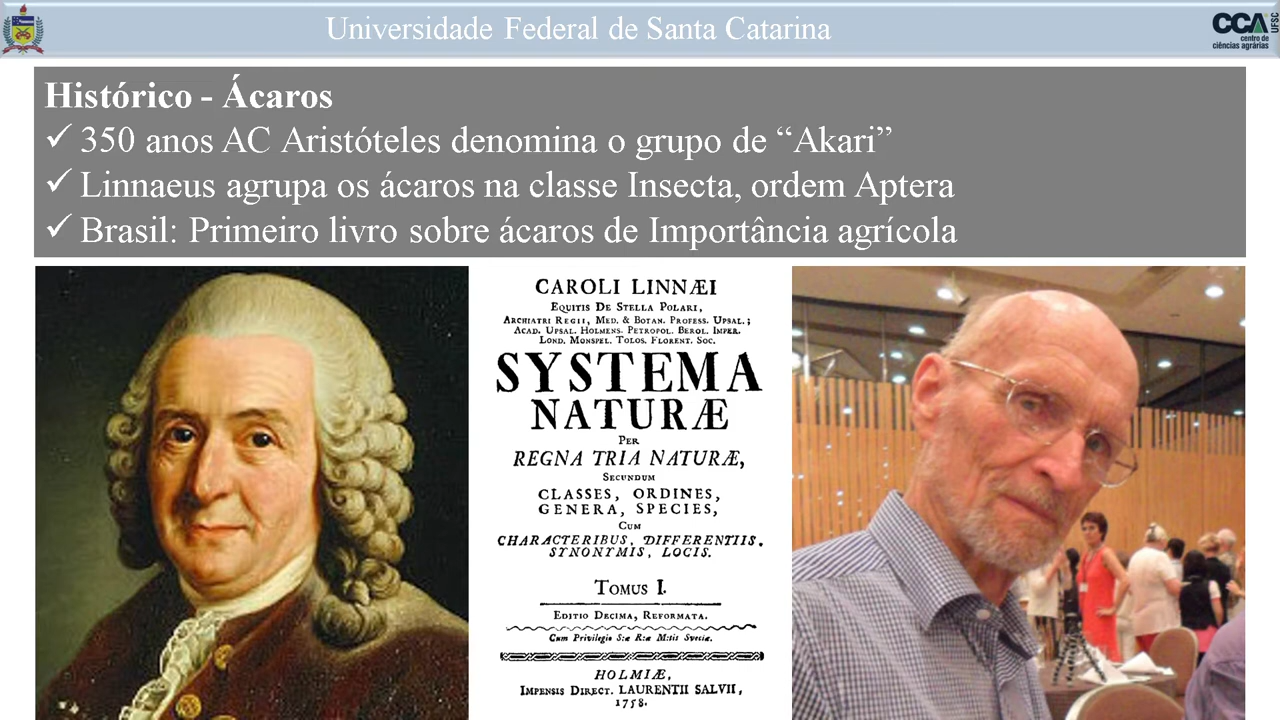 Universidade Federal de Santa Catarina
CCA
UFSC
centro de
ciências agrárias
Histórico - Ácaros
✓ 350 anos AC Aristóteles denomina o grupo de “Akari”
✓ Linnaeus agrupa os ácaros na classe Insecta, ordem Aptera
✓ Brasil: Primeiro livro sobre ácaros de Importância agrícola
CAROLI LINNÆI
EQUITIS DE STELLA POLARI,
ARCHIATRI REGII, MED. & BOTAN. PROFESS. UPSAL.;
ACAD. UPSAL. HOLMENS. PETROPOL. BEROL. IMPER.
LOND. MONSPEL. TOLOS. FLORENT. SOC.
SYSTEMA
NATURÆ
PER
REGNA TRIA NATURÆ,
SECUNDUM
CLASSES, ORDINES,
GENERA, SPECIES,
CUM
CHARACTERIBUS, DIFFERENTIIS.
SYNONYMIS, LOCIS.
TOMUS I.
EDITIO DECIMA, REFORMATA.
Cum Privilegio S:æ R:æ M:tis Sveciæ.
HOLMIÆ,
IMPENSIS DIRECT. LAURENTII SALVII,
1758.